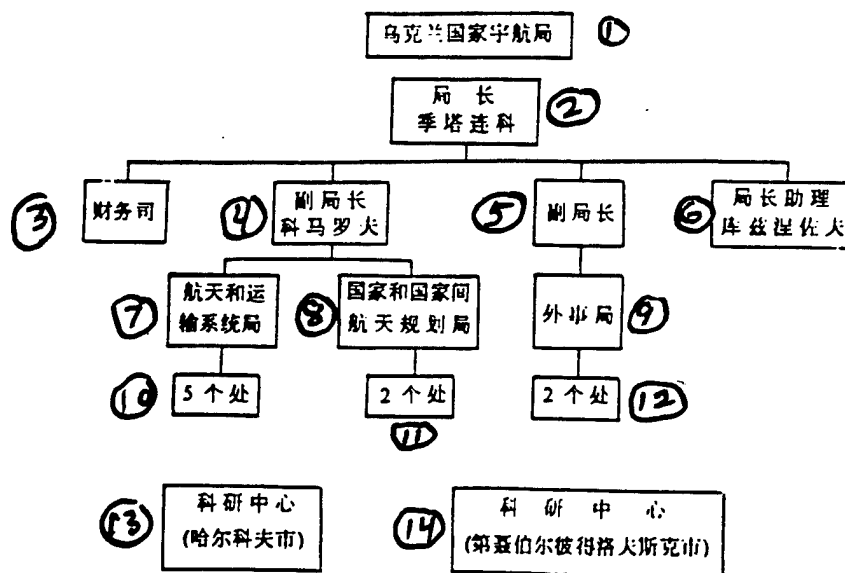 乌克兰国家宇航局 ①
局长
季塔连科 ②
③ 财务司
④ 副局长
科马罗夫
⑤ 副局长
⑥ 局长助理
库兹涅佐夫
⑦ 航天和运
输系统局
⑧ 国家和国家间
航天规划局
外事局 ⑨
⑩ 5个处
2个处
⑪
2个处 ⑫
⑬ 科研中心
(哈尔科夫市)
⑭ 科研中心
(第聂伯尔彼得洛夫斯克市)